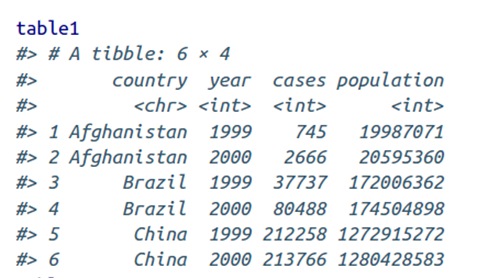 table1
#> # A tibble: 6 × 4
#> country year cases population
#> <chr> <int> <int> <int>
#> 1 Afghanistan 1999 745 19987071
#> 2 Afghanistan 2000 2666 20595360
#> 3 Brazil 1999 37737 172006362
#> 4 Brazil 2000 80488 174504898
#> 5 China 1999 212258 1272915272
#> 6 China 2000 213766 1280428583